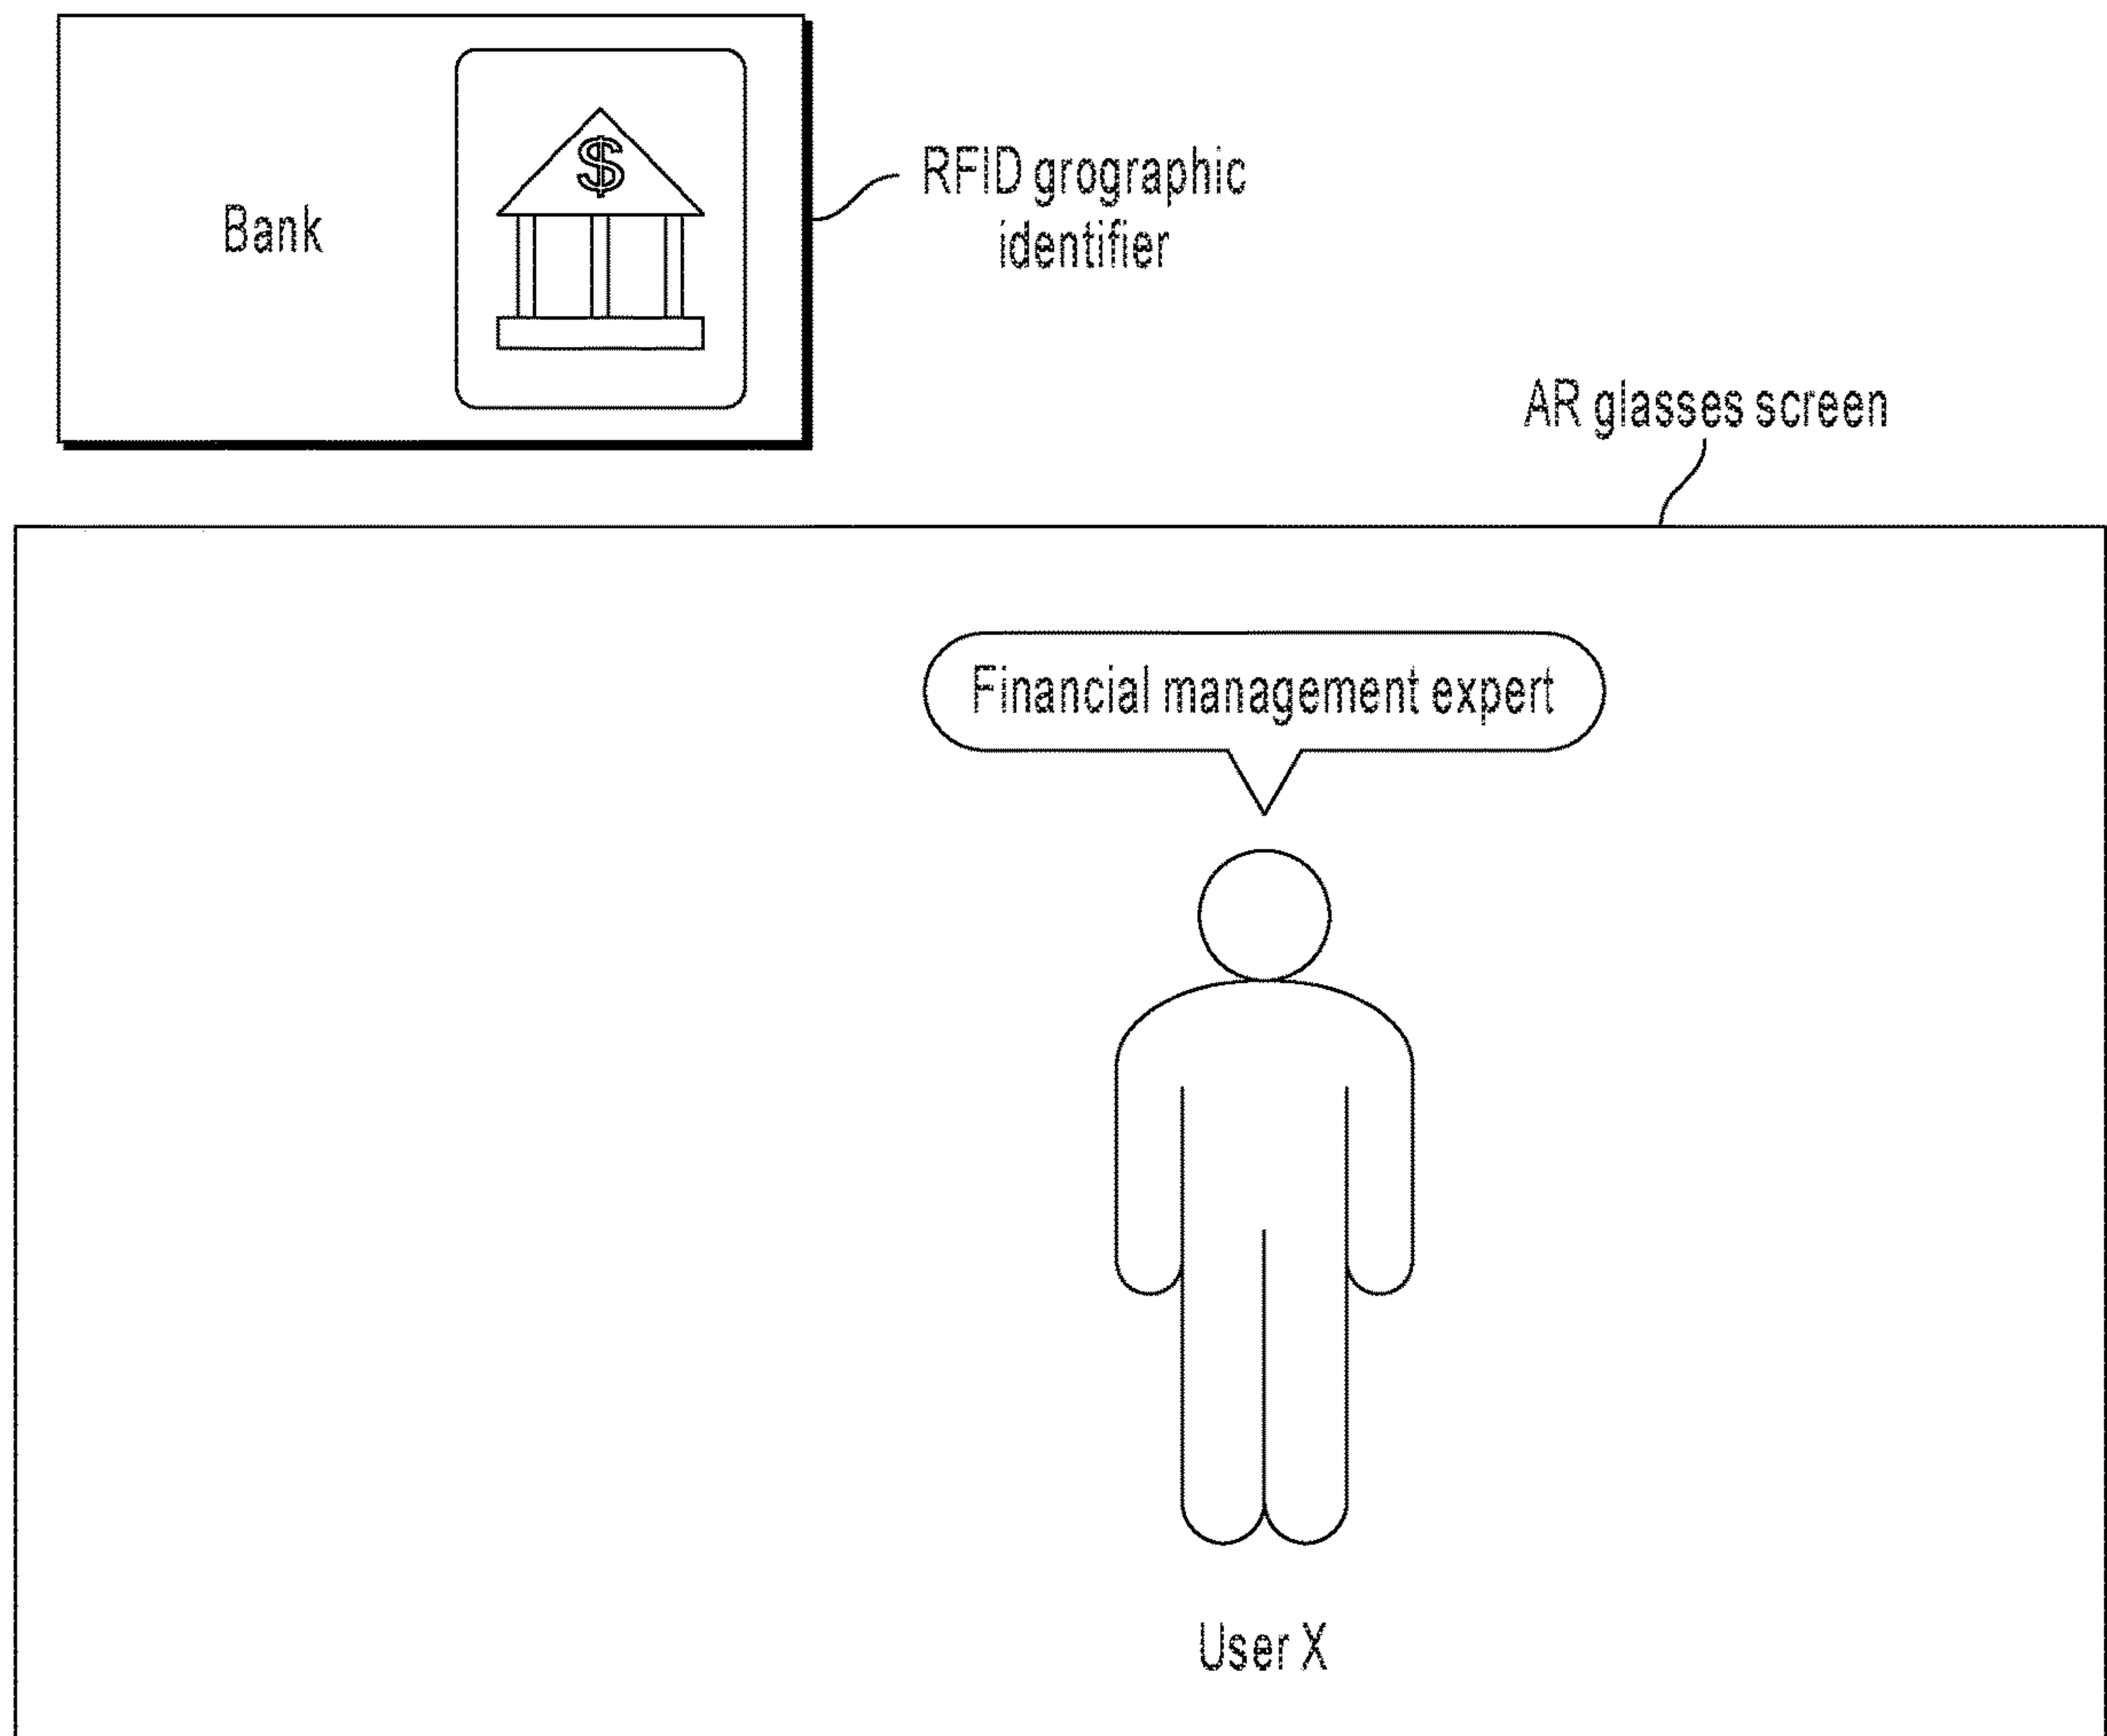 Bank
$
RFID grographic
identifier
AR glasses screen
Financial management expert
User X